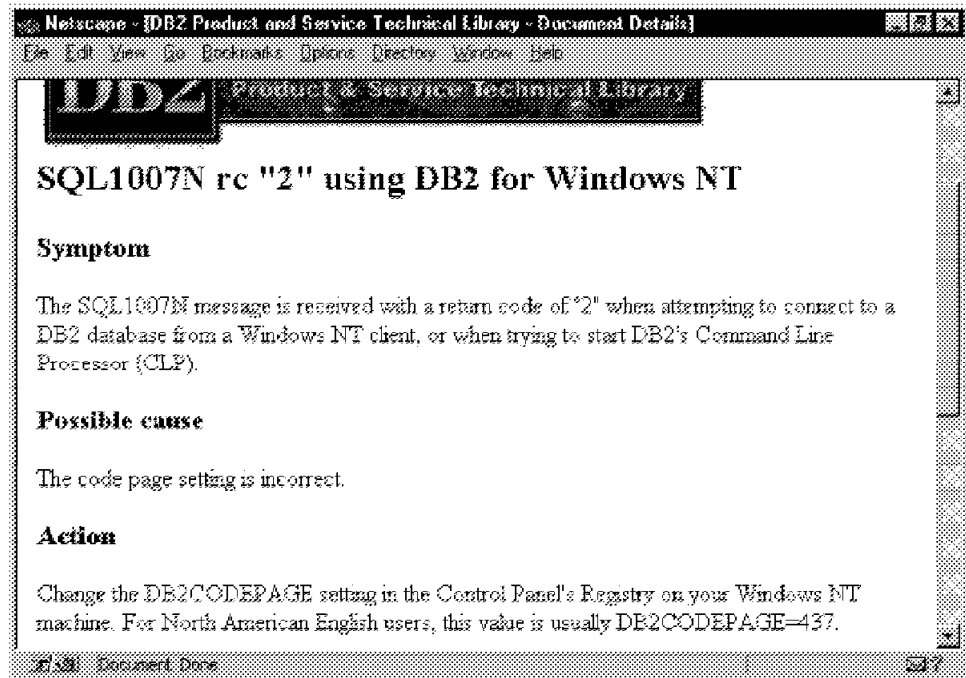 Netscape - [DB2 Product and Service Technical Library - Document Details]
File Edit View Go Bookmarks Options Directory Window Help
DB2 Product & Service Technical Library
SQL1007N rc "2" using DB2 for Windows NT
Symptom
The SQL1007N message is received with a return code of "2" when attempting to connect to a
DB2 database from a Windows NT client, or when trying to start DB2's Command Line
Processor (CLP).
Possible cause
The code page setting is incorrect.
Action
Change the DB2CODEPAGE setting in the Control Panel's Registry on your Windows NT
machine. For North American English users, this value is usually DB2CODEPAGE=437.
Document: Done